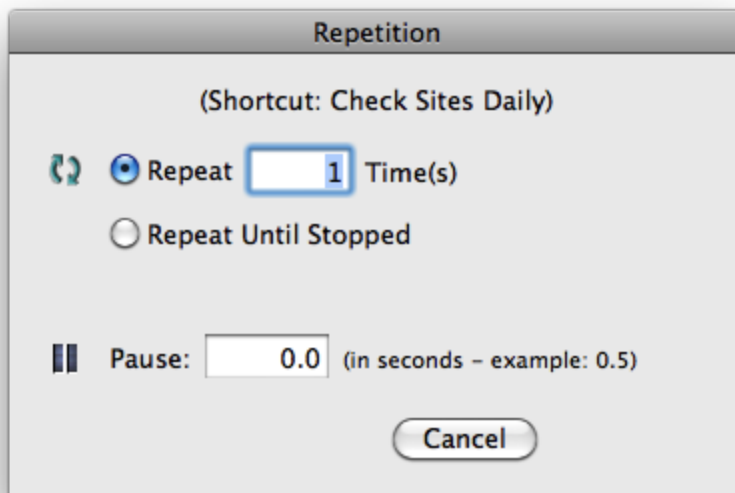 Repetition
(Shortcut: Check Sites Daily)
Repeat 1 Time(s)
Repeat Until Stopped
Pause: 0.0 (in seconds – example: 0.5)
Cancel